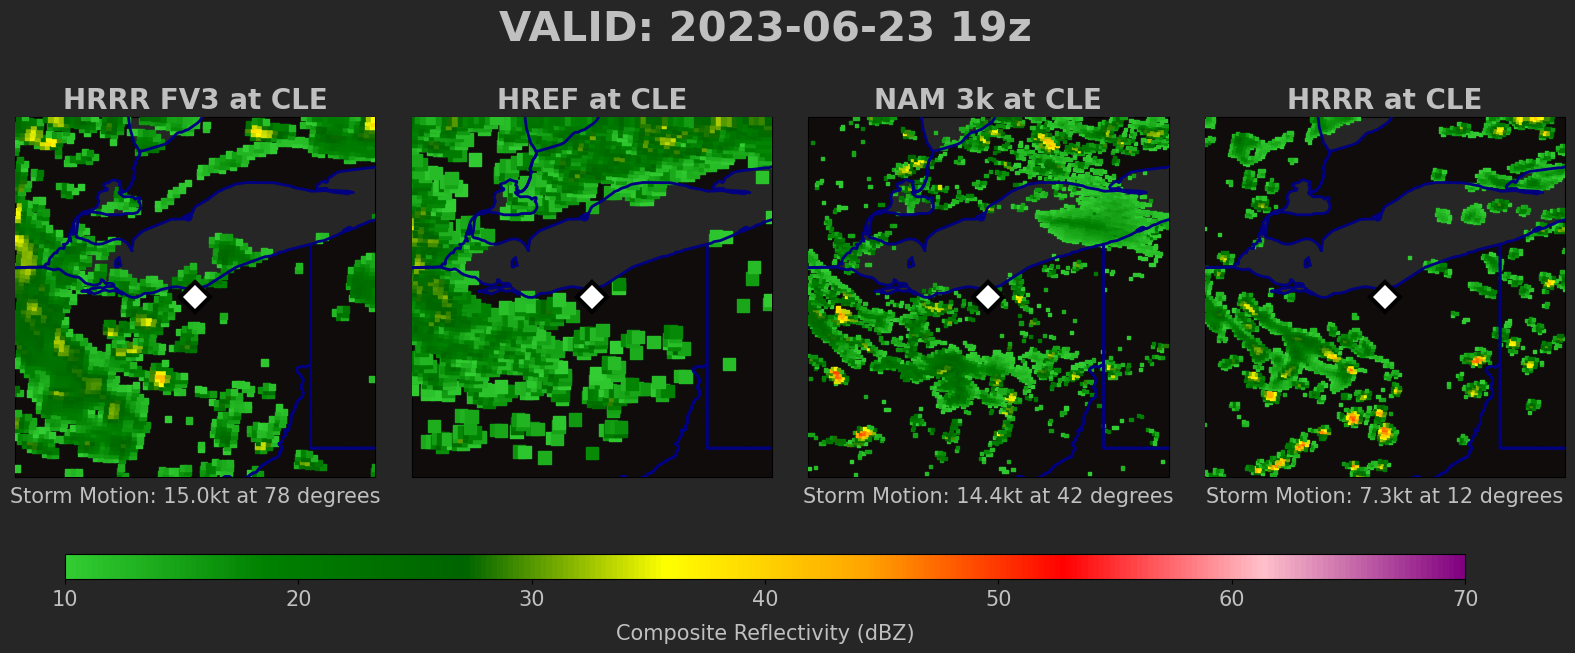 VALID: 2023-06-23 19z
HRRR FV3 at CLE
HREF at CLE
NAM 3k at CLE
HRRR at CLE
Storm Motion: 15.0kt at 78 degrees
Storm Motion: 14.4kt at 42 degrees
Storm Motion: 7.3kt at 12 degrees
10 20 30 40 50 60 70
Composite Reflectivity (dBZ)